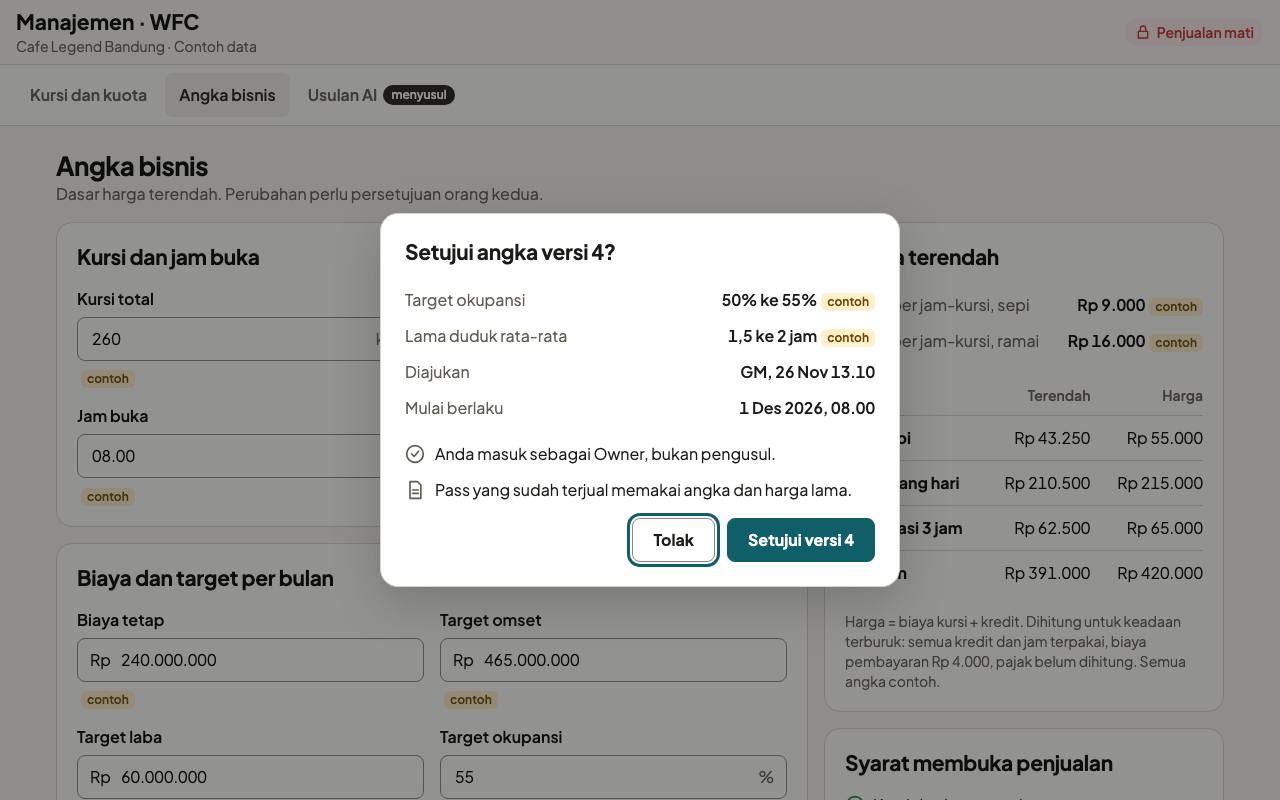 Manajemen · WFC
Cafe Legend Bandung · Contoh data
Penjualan mati
Kursi dan kuota
Angka bisnis
Usulan AI menyusul
Angka bisnis
Dasar harga terendah. Perubahan perlu persetujuan orang kedua.
Kursi dan jam buka
Kursi total
260
contoh
Jam buka
08.00
contoh
Setujui angka versi 4?
Target okupansi 50% ke 55% contoh
Lama duduk rata-rata 1,5 ke 2 jam contoh
Diajukan GM, 26 Nov 13.10
Mulai berlaku 1 Des 2026, 08.00
Anda masuk sebagai Owner, bukan pengusul.
Pass yang sudah terjual memakai angka dan harga lama.
Tolak
Setujui versi 4
terendah
per jam-kursi, sepi Rp 9.000 contoh
per jam-kursi, ramai Rp 16.000 contoh
Terendah Harga
Rp 43.250 Rp 55.000
hari Rp 210.500 Rp 215.000
3 jam Rp 62.500 Rp 65.000
Rp 391.000 Rp 420.000
Harga = biaya kursi + kredit. Dihitung untuk keadaan
terburuk: semua kredit dan jam terpakai, biaya
pembayaran Rp 4.000, pajak belum dihitung. Semua
angka contoh.
Biaya dan target per bulan
Biaya tetap
Rp 240.000.000
contoh
Target omset
Rp 465.000.000
contoh
Target laba
Rp 60.000.000
Target okupansi
55 %
Syarat membuka penjualan